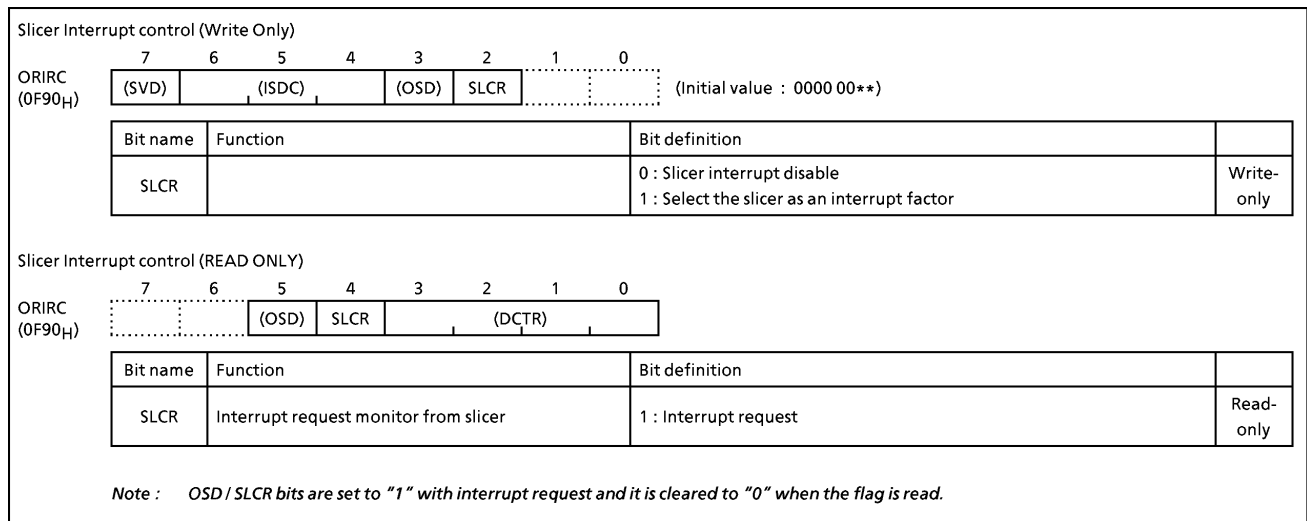 Slicer Interrupt control (Write Only)
7 6 5 4 3 2 1 0
ORIRC
(0F90H)
(SVD) (ISDC) (OSD) SLCR (Initial value : 0000 00**)
Bit name Function Bit definition
SLCR
0 : Slicer interrupt disable
1 : Select the slicer as an interrupt factor
Write-
only
Slicer Interrupt control (READ ONLY)
7 6 5 4 3 2 1 0
ORIRC
(0F90H)
(OSD) SLCR (DCTR)
Bit name Function Bit definition
SLCR Interrupt request monitor from slicer 1 : Interrupt request
Read-
only
Note : OSD / SLCR bits are set to "1" with interrupt request and it is cleared to "0" when the flag is read.